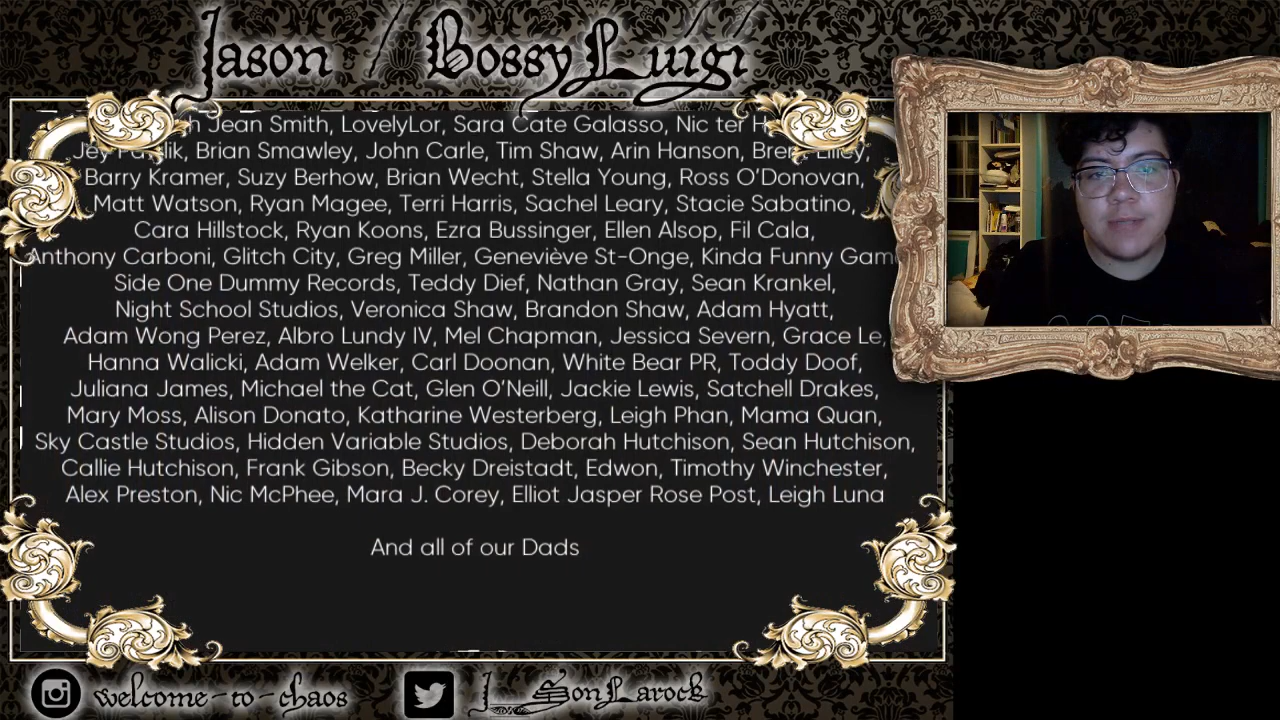 Jason / BossyLuigi
Jean Smith, LovelyLor, Sara Cate Galasso, Nic ter
Jey Brian Smawley, John Carle, Tim Shaw, Arin Hanson, Brent Lilley,
Barry Kramer, Suzy Berhow, Brian Wecht, Stella Young, Ross O'Donovan,
Matt Watson, Ryan Magee, Terri Harris, Sachel Leary, Stacie Sabatino,
Cara Hillstock, Ryan Koons, Ezra Bussinger, Ellen Alsop, Fil Cala,
Anthony Carboni, Glitch City, Greg Miller, Geneviève St-Onge, Kinda Funny Gam
Side One Dummy Records, Teddy Dief, Nathan Gray, Sean Krankel,
Night School Studios, Veronica Shaw, Brandon Shaw, Adam Hyatt,
Adam Wong Perez, Albro Lundy IV, Mel Chapman, Jessica Severn, Grace Le,
Hanna Walicki, Adam Welker, Carl Doonan, White Bear PR, Toddy Doof,
Juliana James, Michael the Cat, Glen O'Neill, Jackie Lewis, Satchell Drakes,
Mary Moss, Alison Donato, Katharine Westerberg, Leigh Phan, Mama Quan,
Sky Castle Studios, Hidden Variable Studios, Deborah Hutchison, Sean Hutchison,
Callie Hutchison, Frank Gibson, Becky Dreistadt, Edwon, Timothy Winchester,
Alex Preston, Nic McPhee, Mara J. Corey, Elliot Jasper Rose Post, Leigh Luna
And all of our Dads
welcome-to-chaos
J_SonLarock